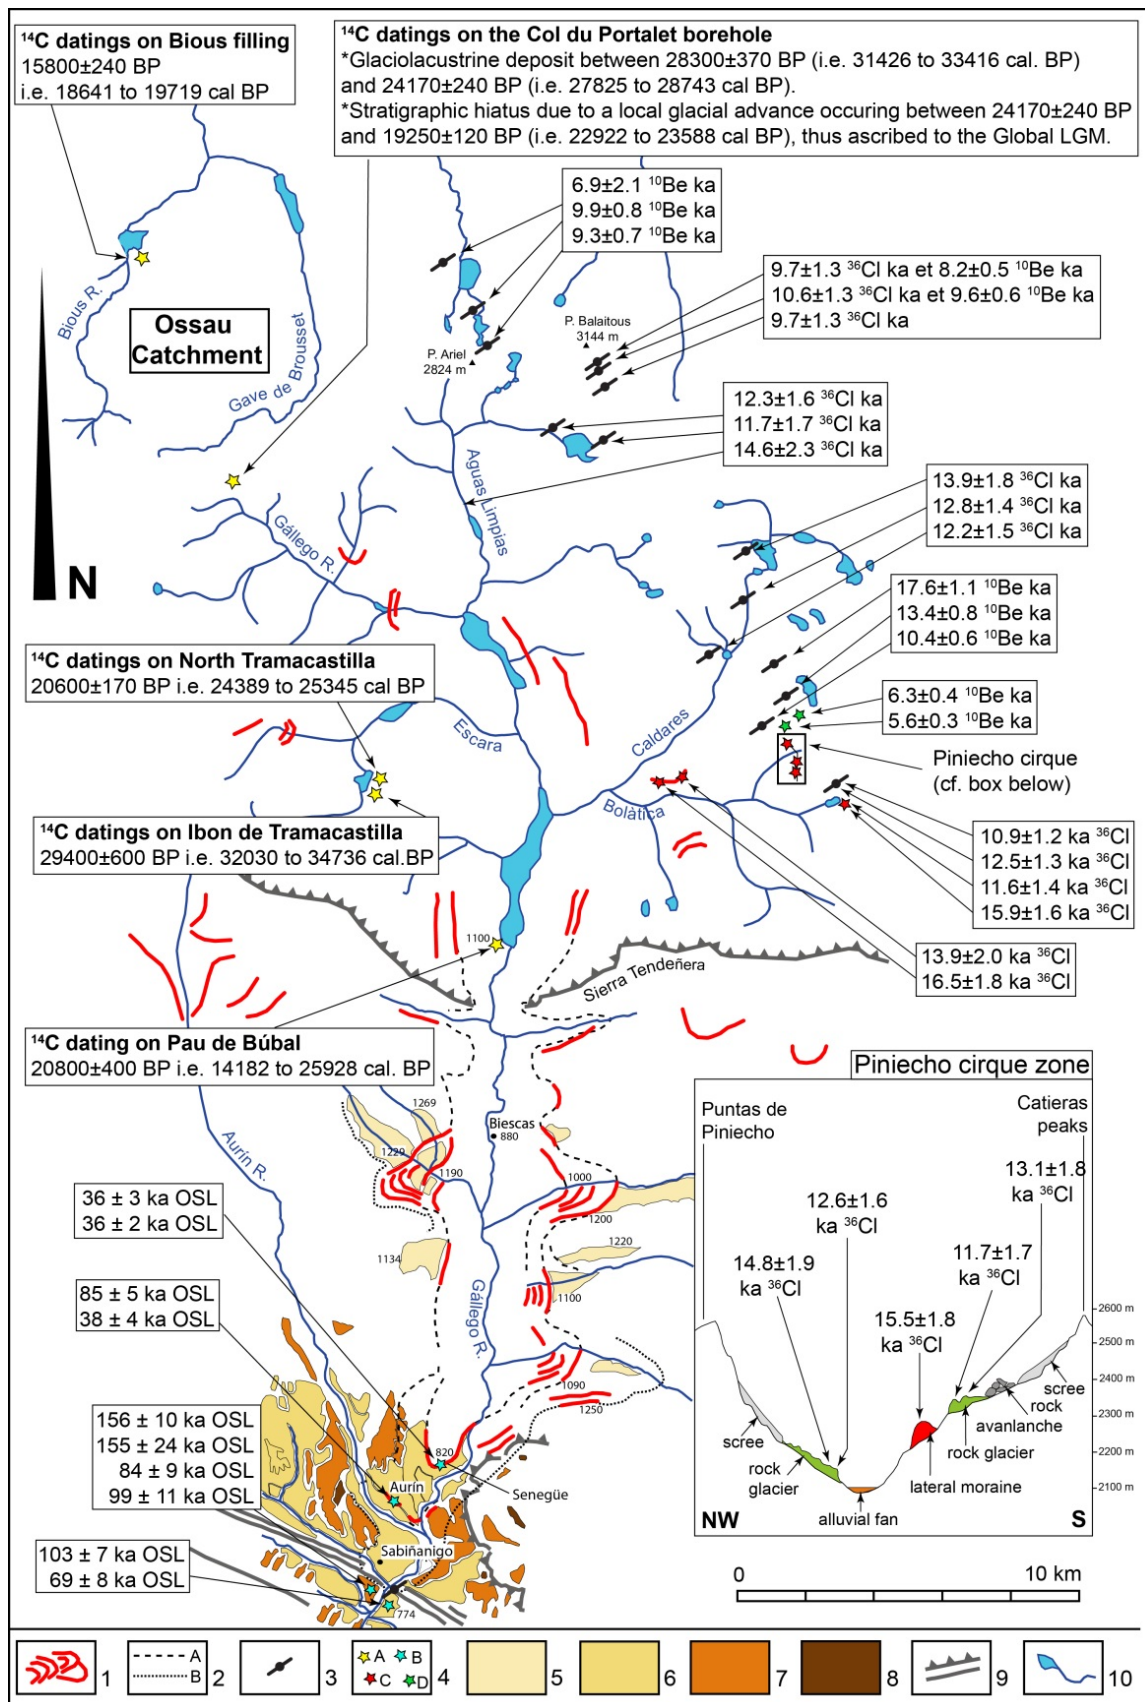 ¹⁴C datings on Bious filling
15800±240 BP
i.e. 18641 to 19719 cal BP
¹⁴C datings on the Col du Portalet borehole
*Glaciolacustrine deposit between 28300±370 BP (i.e. 31426 to 33416 cal. BP)
and 24170±240 BP (i.e. 27825 to 28743 cal BP).
*Stratigraphic hiatus due to a local glacial advance occuring between 24170±240 BP
and 19250±120 BP (i.e. 22922 to 23588 cal BP), thus ascribed to the Global LGM.
6.9±2.1 ¹⁰Be ka
9.9±0.8 ¹⁰Be ka
9.3±0.7 ¹⁰Be ka
9.7±1.3 ³⁶Cl ka et 8.2±0.5 ¹⁰Be ka
10.6±1.3 ³⁶Cl ka et 9.6±0.6 ¹⁰Be ka
9.7±1.3 ³⁶Cl ka
Bious R.
Ossau
Catchment
Gave de Brousset
P. Balaitous
3144 m
P. Ariel
2824 m
12.3±1.6 ³⁶Cl ka
11.7±1.7 ³⁶Cl ka
14.6±2.3 ³⁶Cl ka
Aguas Limpias
Gállego R.
13.9±1.8 ³⁶Cl ka
12.8±1.4 ³⁶Cl ka
12.2±1.5 ³⁶Cl ka
N
17.6±1.1 ¹⁰Be ka
13.4±0.8 ¹⁰Be ka
10.4±0.6 ¹⁰Be ka
¹⁴C datings on North Tramacastilla
20600±170 BP i.e. 24389 to 25345 cal BP
6.3±0.4 ¹⁰Be ka
5.6±0.3 ¹⁰Be ka
Escara
Caldares
Piniecho cirque
(cf. box below)
Bolàtica
¹⁴C datings on Ibon de Tramacastilla
29400±600 BP i.e. 32030 to 34736 cal.BP
10.9±1.2 ka ³⁶Cl
12.5±1.3 ka ³⁶Cl
11.6±1.4 ka ³⁶Cl
15.9±1.6 ka ³⁶Cl
1100
Sierra Tendeñera
13.9±2.0 ka ³⁶Cl
16.5±1.8 ka ³⁶Cl
¹⁴C dating on Pau de Búbal
20800±400 BP i.e. 14182 to 25928 cal. BP
Piniecho cirque zone
Puntas de
Piniecho
Catieras
peaks
13.1±1.8
ka ³⁶Cl
12.6±1.6
ka ³⁶Cl
11.7±1.7
ka ³⁶Cl
14.8±1.9
ka ³⁶Cl
15.5±1.8
ka ³⁶Cl
2600 m
2500 m
2400 m
2300 m
2200 m
2100 m
scree
rock
avanlanche
rock glacier
lateral moraine
scree
rock
glacier
alluvial fan
NW
S
1269
Biescas
880
1229
1190
1000
1200
Aurín R.
36 ± 3 ka OSL
36 ± 2 ka OSL
1134
1220
1100
Gállego R.
85 ± 5 ka OSL
38 ± 4 ka OSL
1090
1250
156 ± 10 ka OSL
155 ± 24 ka OSL
84 ± 9 ka OSL
99 ± 11 ka OSL
820
Aurín
Senegüe
Sabiñanigo
103 ± 7 ka OSL
69 ± 8 ka OSL
774
0
10 km
1
A
B
2
3
A
B
C
D
4
5
6
7
8
9
10